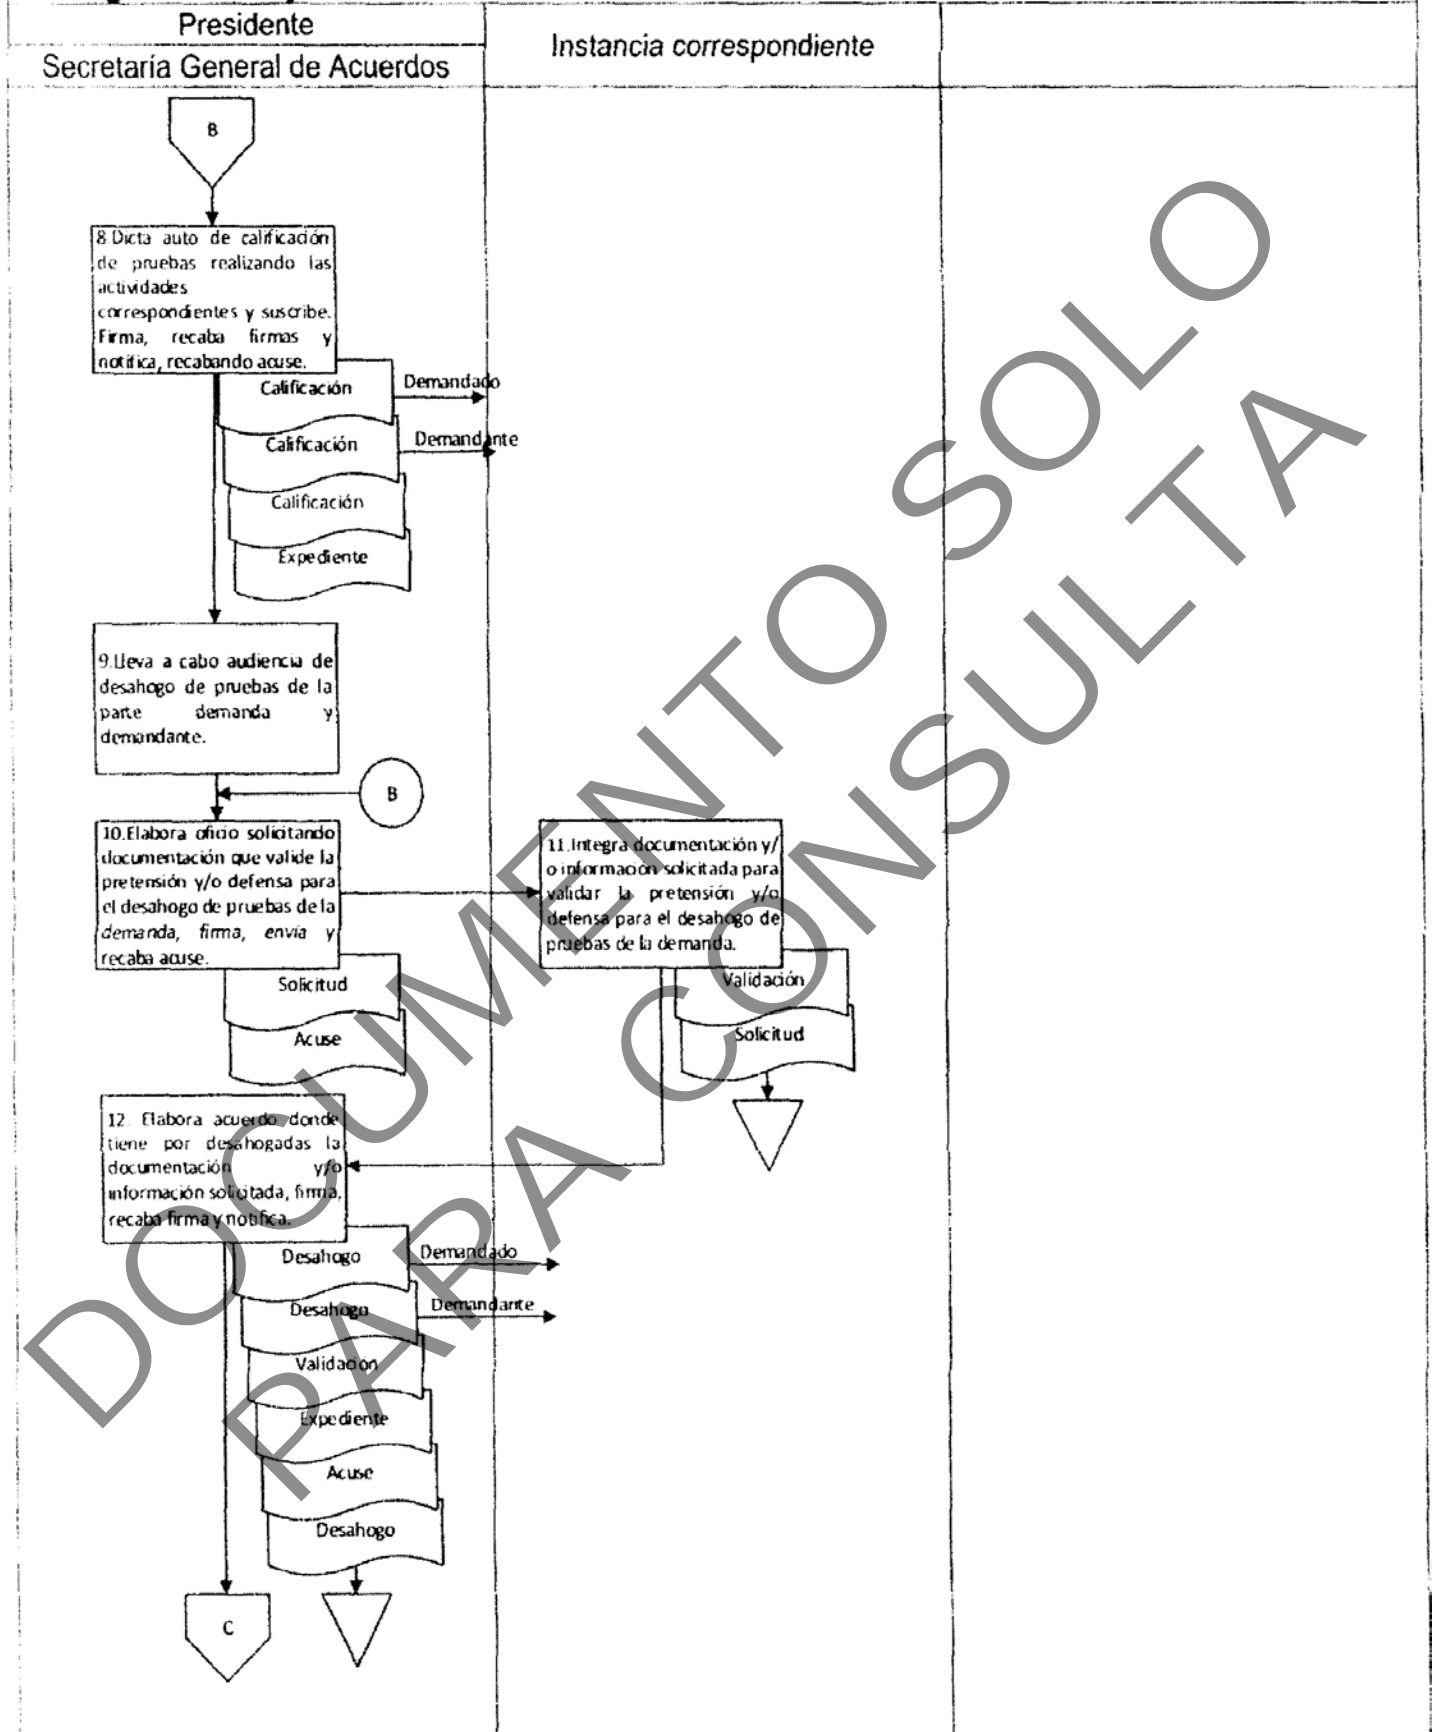 Presidente
Secretaría General de Acuerdos
Instancia correspondiente
B
8.Dicta auto de calificación
de pruebas realizando las
actividades
correspondientes y suscribe.
Firma, recaba firmas y
notifica, recabando acuse.
Calificación
Demandado
Calificación
Demandante
Calificación
Expediente
9.Lleva a cabo audiencia de
desahogo de pruebas de la
parte demanda y
demandante.
B
10.Elabora oficio solicitando
documentación que valide la
pretensión y/o defensa para
el desahogo de pruebas de la
demanda, firma, envía y
recaba acuse.
Solicitud
Acuse
11.Integra documentación y/
o información solicitada para
validar la pretensión y/o
defensa para el desahogo de
pruebas de la demanda.
Validación
Solicitud
12. Elabora acuerdo donde
tiene por desahogadas la
documentación y/o
información solicitada, firma,
recaba firma y notifica.
Desahogo
Demandado
Desahogo
Demandante
Validación
Expediente
Acuse
Desahogo
C
DOCUMENTO SOLO
PARA CONSULTA